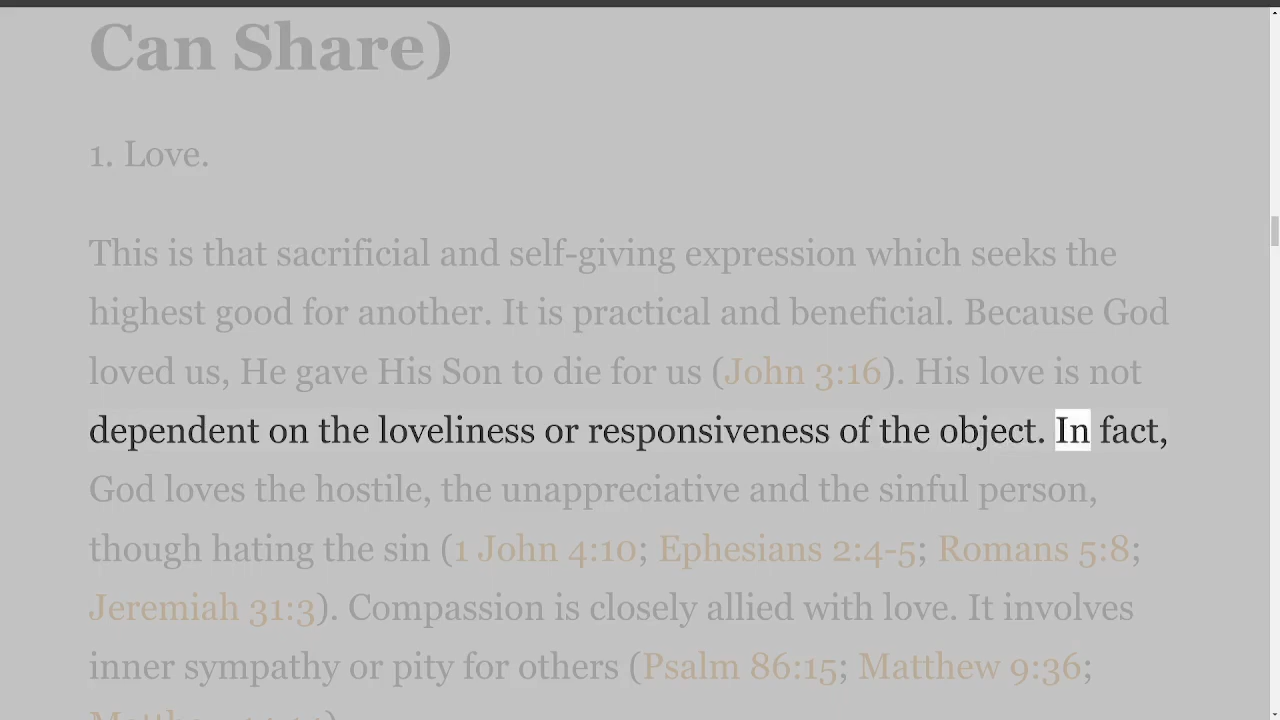 Can Share)
1. Love.
This is that sacrificial and self-giving expression which seeks the
highest good for another. It is practical and beneficial. Because God
loved us, He gave His Son to die for us (John 3:16). His love is not
dependent on the loveliness or responsiveness of the object. In fact,
God loves the hostile, the unappreciative and the sinful person,
though hating the sin (1 John 4:10; Ephesians 2:4-5; Romans 5:8;
Jeremiah 31:3). Compassion is closely allied with love. It involves
inner sympathy or pity for others (Psalm 86:15; Matthew 9:36;